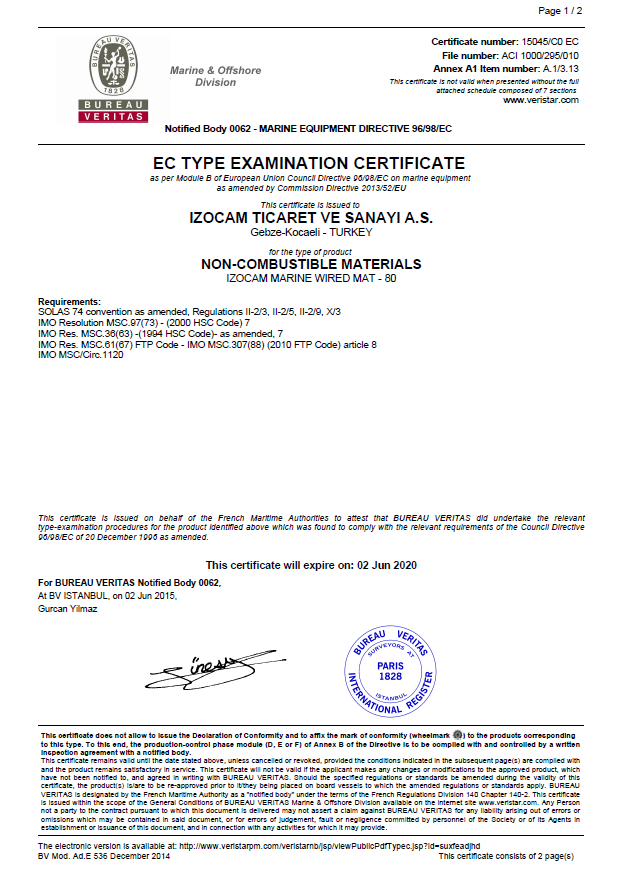 Page 1 / 2
BUREAU VERITAS
1828
BUREAU
VERITAS
Marine & Offshore
Division
Certificate number: 15045/C0 EC
File number: ACI 1000/295/010
Annex A1 Item number: A.1/3.13
This certificate is not valid when presented without the full
attached schedule composed of 7 sections
www.veristar.com
Notified Body 0062 - MARINE EQUIPMENT DIRECTIVE 96/98/EC
EC TYPE EXAMINATION CERTIFICATE
as per Module B of European Union Council Directive 96/98/EC on marine equipment
as amended by Commission Directive 2013/52/EU
This certificate is issued to
IZOCAM TICARET VE SANAYI A.S.
Gebze-Kocaeli - TURKEY
for the type of product
NON-COMBUSTIBLE MATERIALS
IZOCAM MARINE WIRED MAT - 80
Requirements:
SOLAS 74 convention as amended, Regulations II-2/3, II-2/5, II-2/9, X/3
IMO Resolution MSC.97(73) - (2000 HSC Code) 7
IMO Res. MSC.36(63) -(1994 HSC Code)- as amended, 7
IMO Res. MSC.61(67) FTP Code - IMO MSC.307(88) (2010 FTP Code) article 8
IMO MSC/Circ.1120
This certificate is issued on behalf of the French Maritime Authorities to attest that BUREAU VERITAS did undertake the relevant
type-examination procedures for the product identified above which was found to comply with the relevant requirements of the Council Directive
96/98/EC of 20 December 1996 as amended.
This certificate will expire on: 02 Jun 2020
For BUREAU VERITAS Notified Body 0062,
At BV ISTANBUL, on 02 Jun 2015,
Gurcan Yilmaz
BUREAU VERITAS
SURVEYORS AT
PARIS
1828
ISTANBUL
INTERNATIONAL REGISTER
This certificate does not allow to issue the Declaration of Conformity and to affix the mark of conformity (wheelmark ) to the products corresponding
to this type. To this end, the production-control phase module (D, E or F) of Annex B of the Directive is to be complied with and controlled by a written
inspection agreement with a notified body.
This certificate remains valid until the date stated above, unless cancelled or revoked, provided the conditions indicated in the subsequent page(s) are complied with
and the product remains satisfactory in service. This certificate will not be valid if the applicant makes any changes or modifications to the approved product, which
have not been notified to, and agreed in writing with BUREAU VERITAS. Should the specified regulations or standards be amended during the validity of this
certificate, the product(s) is/are to be re-approved prior to it/they being placed on board vessels to which the amended regulations or standards apply. BUREAU
VERITAS is designated by the French Maritime Authority as a "notified body" under the terms of the French Regulations Division 140 Chapter 140-2. This certificate
is issued within the scope of the General Conditions of BUREAU VERITAS Marine & Offshore Division available on the internet site www.veristar.com. Any Person
not a party to the contract pursuant to which this document is delivered may not assert a claim against BUREAU VERITAS for any liability arising out of errors or
omissions which may be contained in said document, or for errors of judgement, fault or negligence committed by personnel of the Society or of its Agents in
establishment or issuance of this document, and in connection with any activities for which it may provide.
The electronic version is available at: http://www.veristarpm.com/veristarnb/jsp/viewPublicPdfTypec.jsp?id=suxfeadjhd
BV Mod. Ad.E 536 December 2014
This certificate consists of 2 page(s)